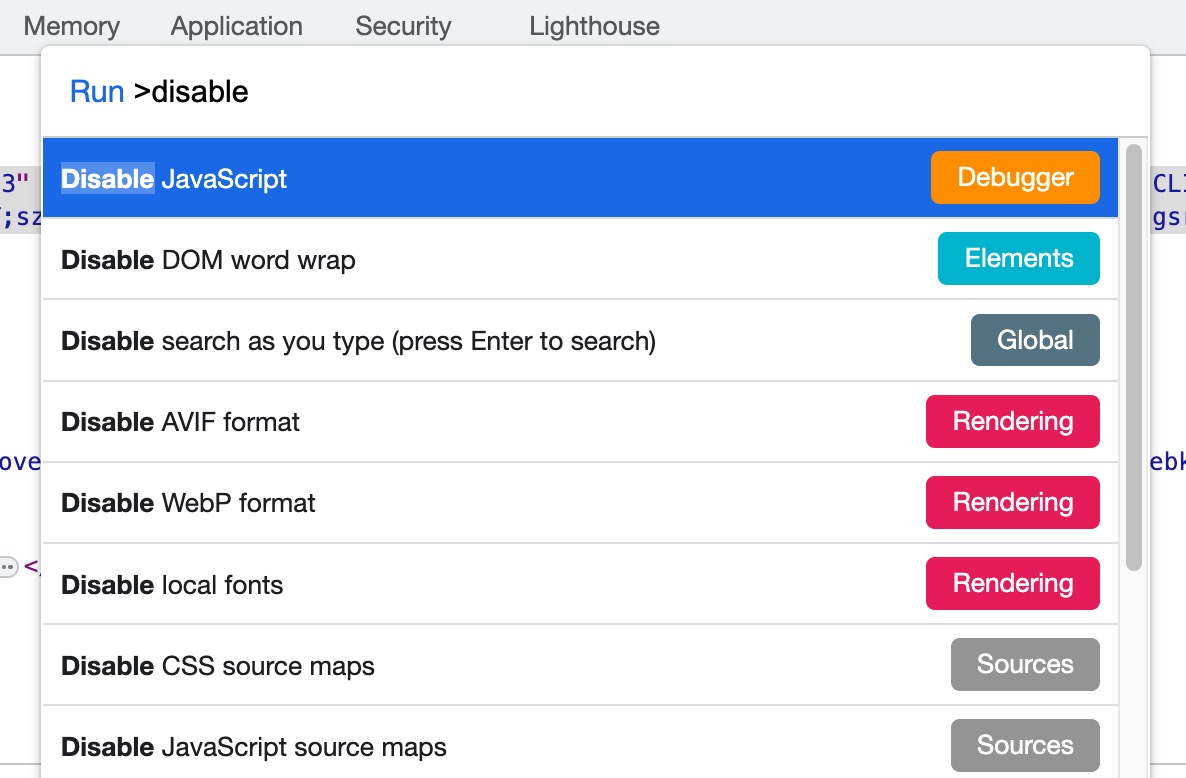 Memory Application Security Lighthouse
Run >disable
Disable JavaScript Debugger
3" CLI
;sz gsr
Disable DOM word wrap Elements
Disable search as you type (press Enter to search) Global
Disable AVIF format Rendering
ove ebk
Disable WebP format Rendering
</
Disable local fonts Rendering
Disable CSS source maps Sources
Disable JavaScript source maps Sources